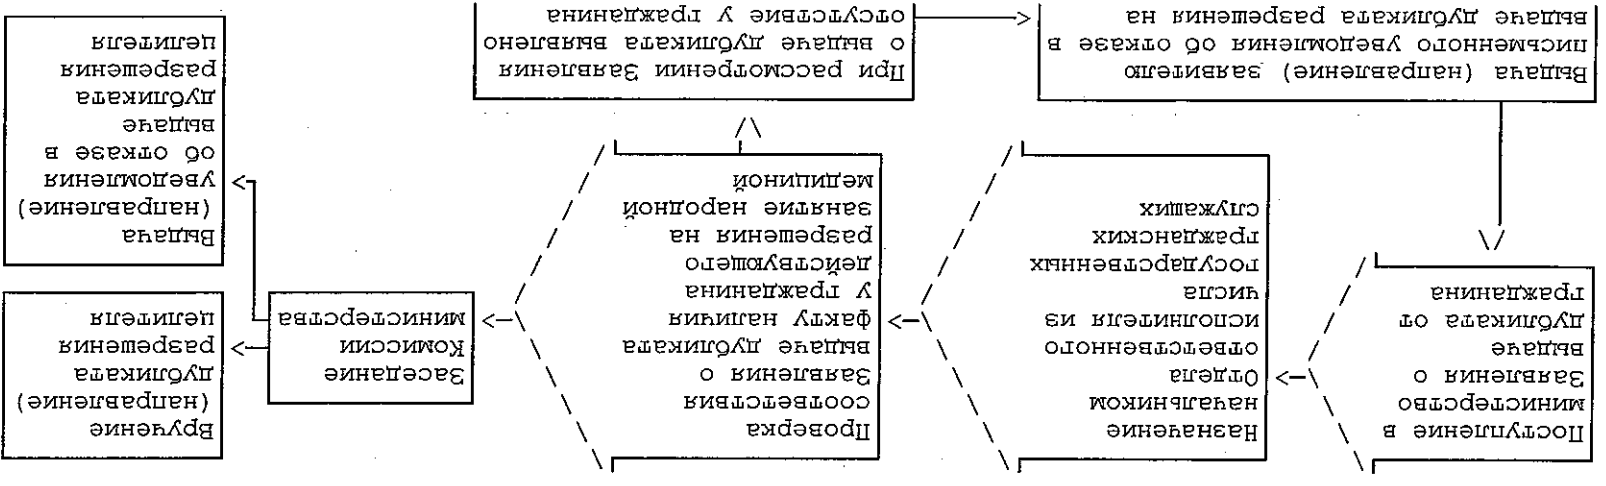 Поступление в
министерство
Заявления о
выдаче
дубликата от
гражданина
Назначение
начальником
Отдела
ответственного
исполнителя из
числа
государственных
гражданских
служащих
Проверка
соответствия
Заявления о
выдаче дубликата
факту наличия
у гражданина
действующего
разрешения на
занятие народной
медициной
Заседание
Комиссии
министерства
Вручение
(направление)
дубликата
разрешения
целителя
Выдача
(направление)
уведомления
об отказе в
выдаче
дубликата
разрешения
целителя
Выдача (направление) заявителю
письменного уведомления об отказе в
выдаче дубликата разрешения на
При рассмотрении Заявления
о выдаче дубликата выявлено
отсутствие у гражданина